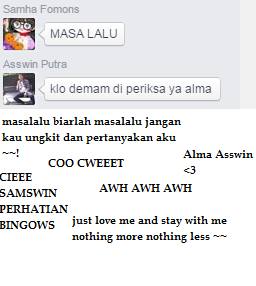 Samha Fomons
MASA LALU
Asswin Putra
klo demam di periksa ya alma
masalalu biarlah masalalu jangan
kau ungkit dan pertanyakan aku
~~!
COO CWEEET
Alma Asswin
<3
CIEEE
SAMSWIN
PERHATIAN
BINGOWS
AWH AWH AWH
just love me and stay with me
nothing more nothing less ~~